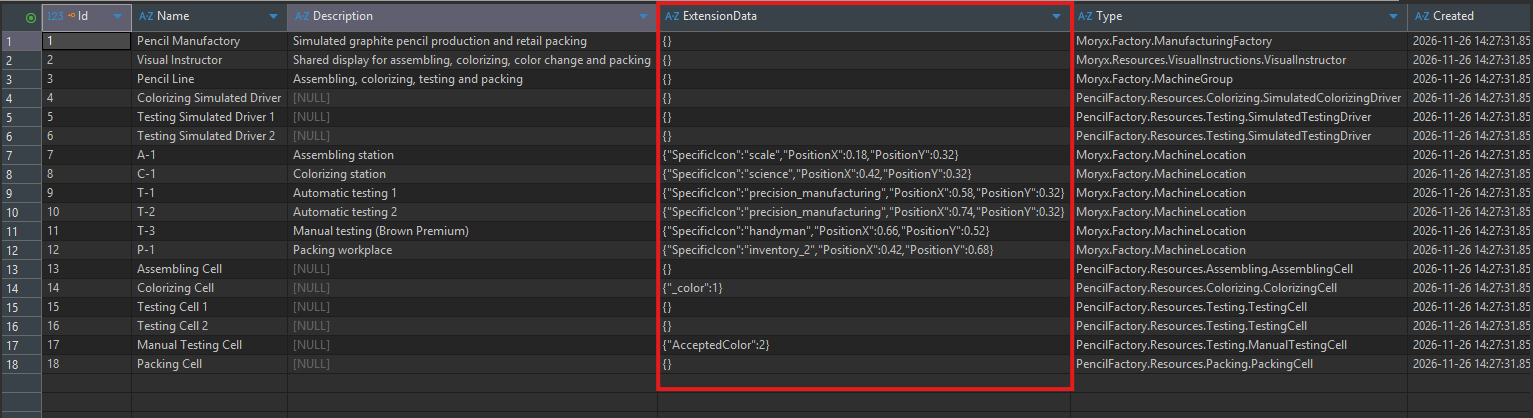 123 Id A-Z Name A-Z Description A-Z ExtensionData A-Z Type A-Z Created
1 1 Pencil Manufactory Simulated graphite pencil production and retail packing {} Moryx.Factory.ManufacturingFactory 2026-11-26 14:27:31.85
2 2 Visual Instructor Shared display for assembling, colorizing, color change and packing {} Moryx.Resources.VisualInstructions.VisualInstructor 2026-11-26 14:27:31.85
3 3 Pencil Line Assembling, colorizing, testing and packing {} Moryx.Factory.MachineGroup 2026-11-26 14:27:31.85
4 4 Colorizing Simulated Driver [NULL] {} PencilFactory.Resources.Colorizing.SimulatedColorizingDriver 2026-11-26 14:27:31.85
5 5 Testing Simulated Driver 1 [NULL] {} PencilFactory.Resources.Testing.SimulatedTestingDriver 2026-11-26 14:27:31.85
6 6 Testing Simulated Driver 2 [NULL] {} PencilFactory.Resources.Testing.SimulatedTestingDriver 2026-11-26 14:27:31.85
7 7 A-1 Assembling station {"SpecificIcon":"scale","PositionX":0.18,"PositionY":0.32} Moryx.Factory.MachineLocation 2026-11-26 14:27:31.85
8 8 C-1 Colorizing station {"SpecificIcon":"science","PositionX":0.42,"PositionY":0.32} Moryx.Factory.MachineLocation 2026-11-26 14:27:31.85
9 9 T-1 Automatic testing 1 {"SpecificIcon":"precision_manufacturing","PositionX":0.58,"PositionY":0.32} Moryx.Factory.MachineLocation 2026-11-26 14:27:31.85
10 10 T-2 Automatic testing 2 {"SpecificIcon":"precision_manufacturing","PositionX":0.74,"PositionY":0.32} Moryx.Factory.MachineLocation 2026-11-26 14:27:31.85
11 11 T-3 Manual testing (Brown Premium) {"SpecificIcon":"handyman","PositionX":0.66,"PositionY":0.52} Moryx.Factory.MachineLocation 2026-11-26 14:27:31.85
12 12 P-1 Packing workplace {"SpecificIcon":"inventory_2","PositionX":0.42,"PositionY":0.68} Moryx.Factory.MachineLocation 2026-11-26 14:27:31.85
13 13 Assembling Cell [NULL] {} PencilFactory.Resources.Assembling.AssemblingCell 2026-11-26 14:27:31.85
14 14 Colorizing Cell [NULL] {"_color":1} PencilFactory.Resources.Colorizing.ColorizingCell 2026-11-26 14:27:31.85
15 15 Testing Cell 1 [NULL] {} PencilFactory.Resources.Testing.TestingCell 2026-11-26 14:27:31.85
16 16 Testing Cell 2 [NULL] {} PencilFactory.Resources.Testing.TestingCell 2026-11-26 14:27:31.85
17 17 Manual Testing Cell [NULL] {"AcceptedColor":2} PencilFactory.Resources.Testing.ManualTestingCell 2026-11-26 14:27:31.85
18 18 Packing Cell [NULL] {} PencilFactory.Resources.Packing.PackingCell 2026-11-26 14:27:31.85